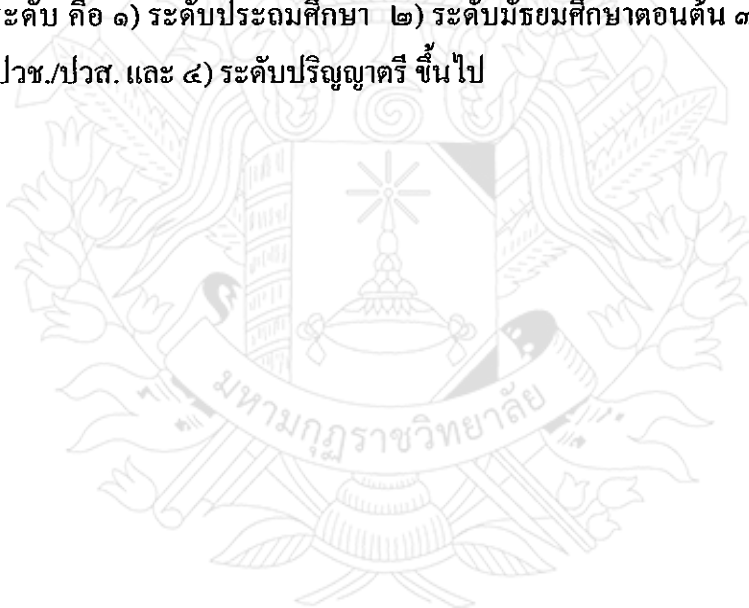 ระดับ คือ ๑) ระดับประถมศึกษา ๒) ระดับมัธยมศึกษาตอนต้น ๓
ปวช./ปวส. และ ๔) ระดับปริญญาตรี ขึ้นไป
มหามกุฏราชวิทยาลัย